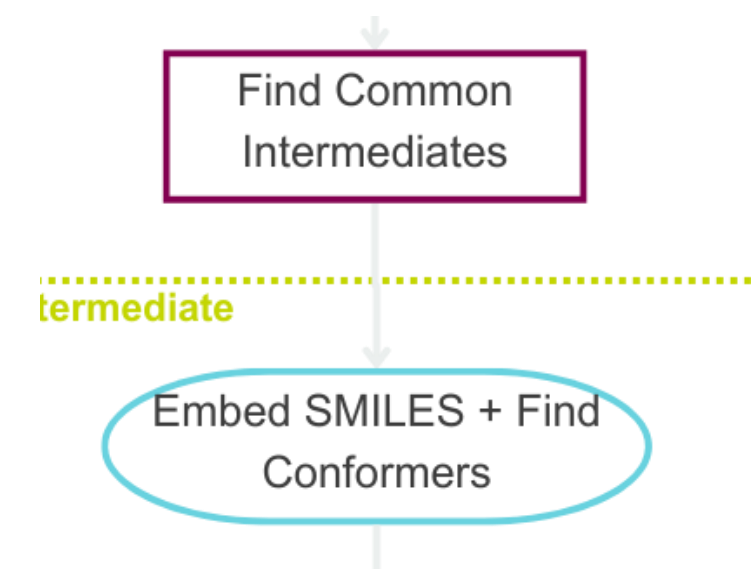 Find Common
Intermediates
termediate
Embed SMILES + Find
Conformers